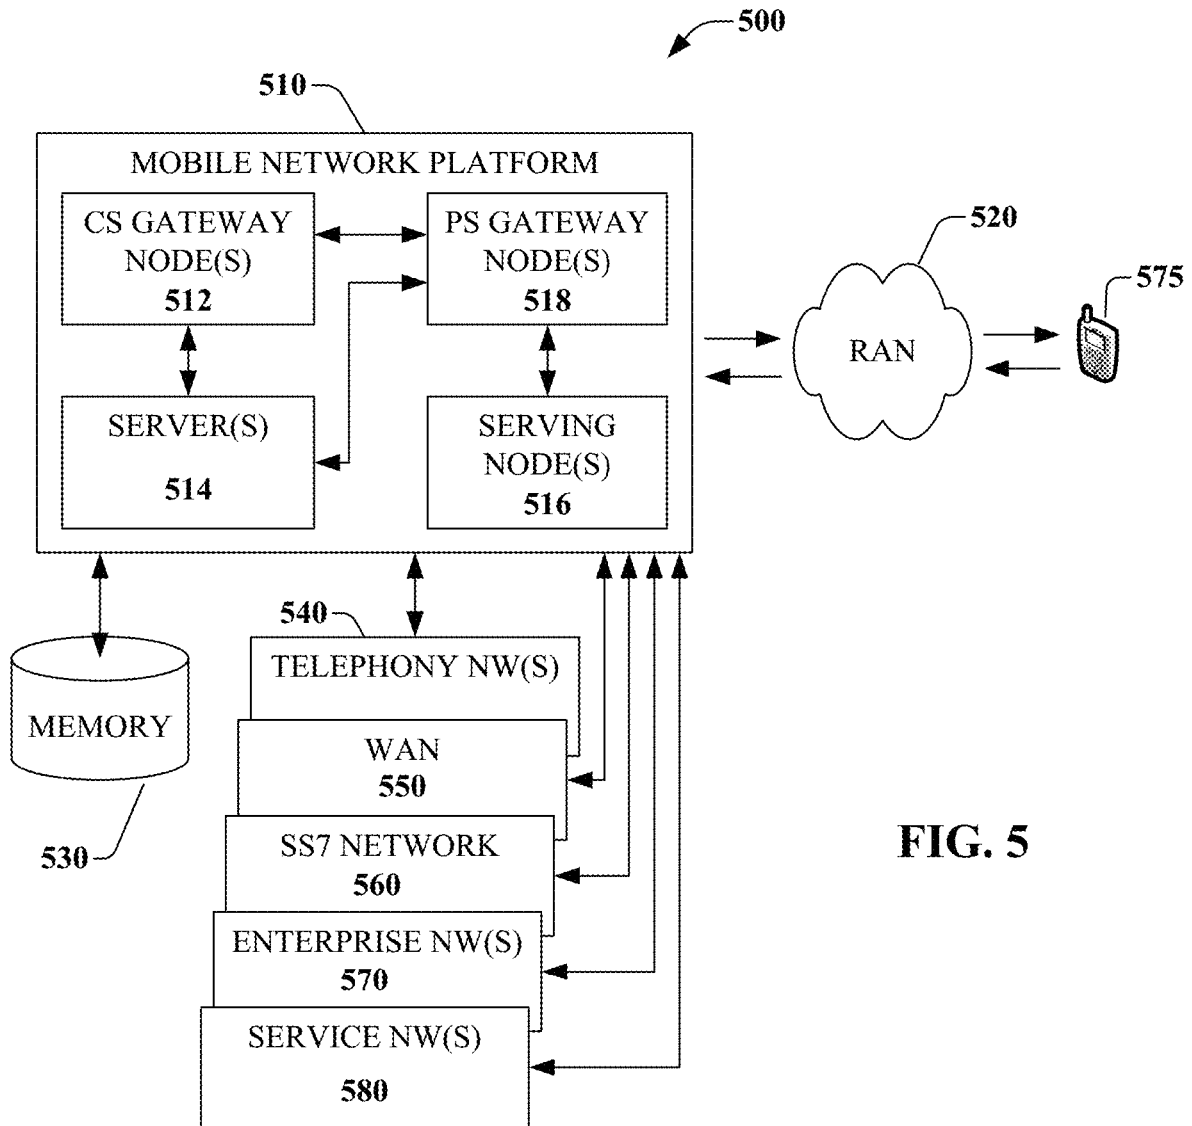 500
510
MOBILE NETWORK PLATFORM
CS GATEWAY
NODE(S)
512
PS GATEWAY
NODE(S)
518
SERVER(S)
514
SERVING
NODE(S)
516
520
RAN
575
540
TELEPHONY NW(S)
MEMORY
530
WAN
550
SS7 NETWORK
560
ENTERPRISE NW(S)
570
SERVICE NW(S)
580
FIG. 5